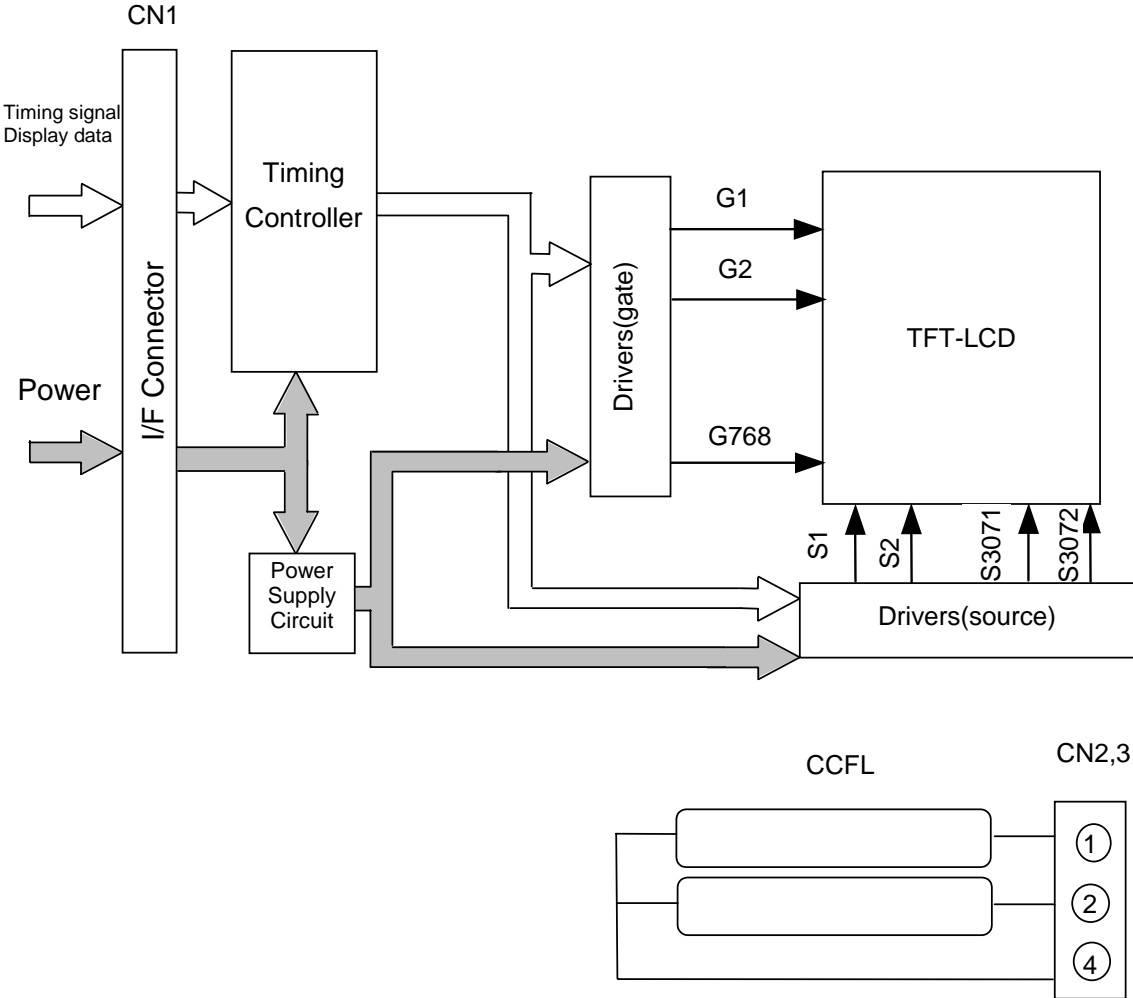 CN1
Timing signal
Display data
Timing
Controller
I/F Connector
Power
Drivers(gate)
G1
G2
G768
TFT-LCD
Power
Supply
Circuit
S1
S2
S3071
S3072
Drivers(source)
CCFL
CN2,3
1
2
4